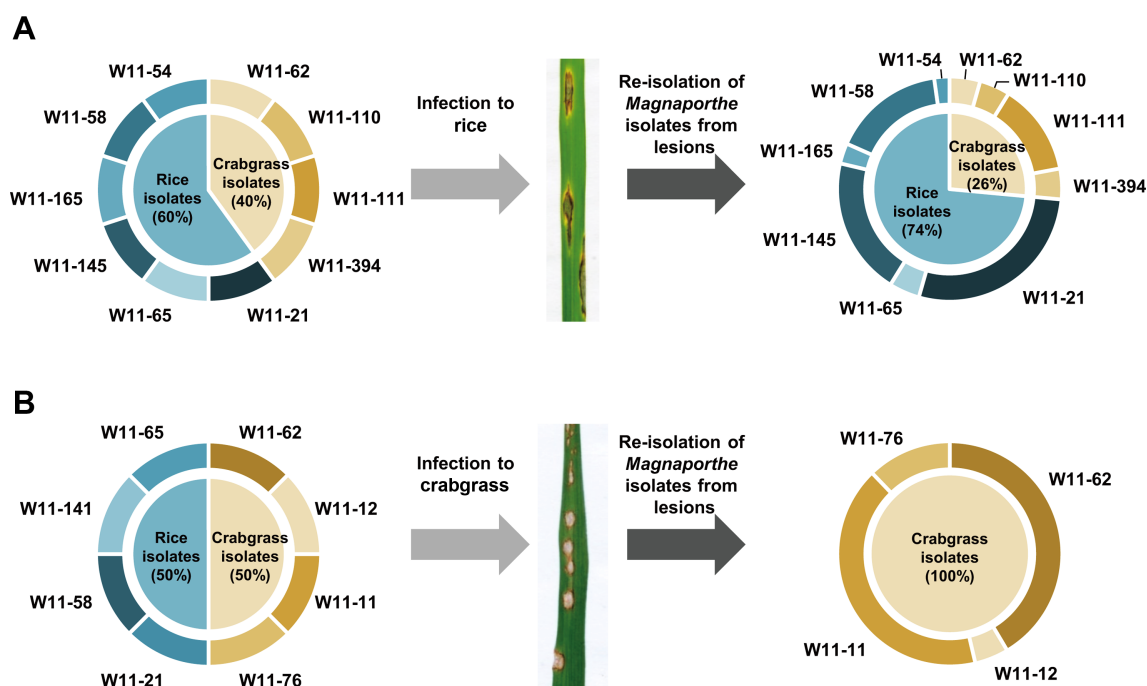 A
W11-54
W11-62
W11-58
W11-110
W11-165
W11-111
W11-145
W11-394
W11-65
W11-21
Rice
isolates
(60%)
Crabgrass
isolates
(40%)
Infection to
rice
Re-isolation of
Magnaporthe
isolates from
lesions
W11-54
W11-62
W11-110
W11-58
W11-111
W11-165
W11-394
W11-145
W11-65
W11-21
Crabgrass
isolates
(26%)
Rice
isolates
(74%)
B
W11-65
W11-62
W11-141
W11-12
W11-58
W11-11
W11-21
W11-76
Rice
isolates
(50%)
Crabgrass
isolates
(50%)
Infection to
crabgrass
Re-isolation of
Magnaporthe
isolates from
lesions
W11-76
W11-62
W11-11
W11-12
Crabgrass
isolates
(100%)